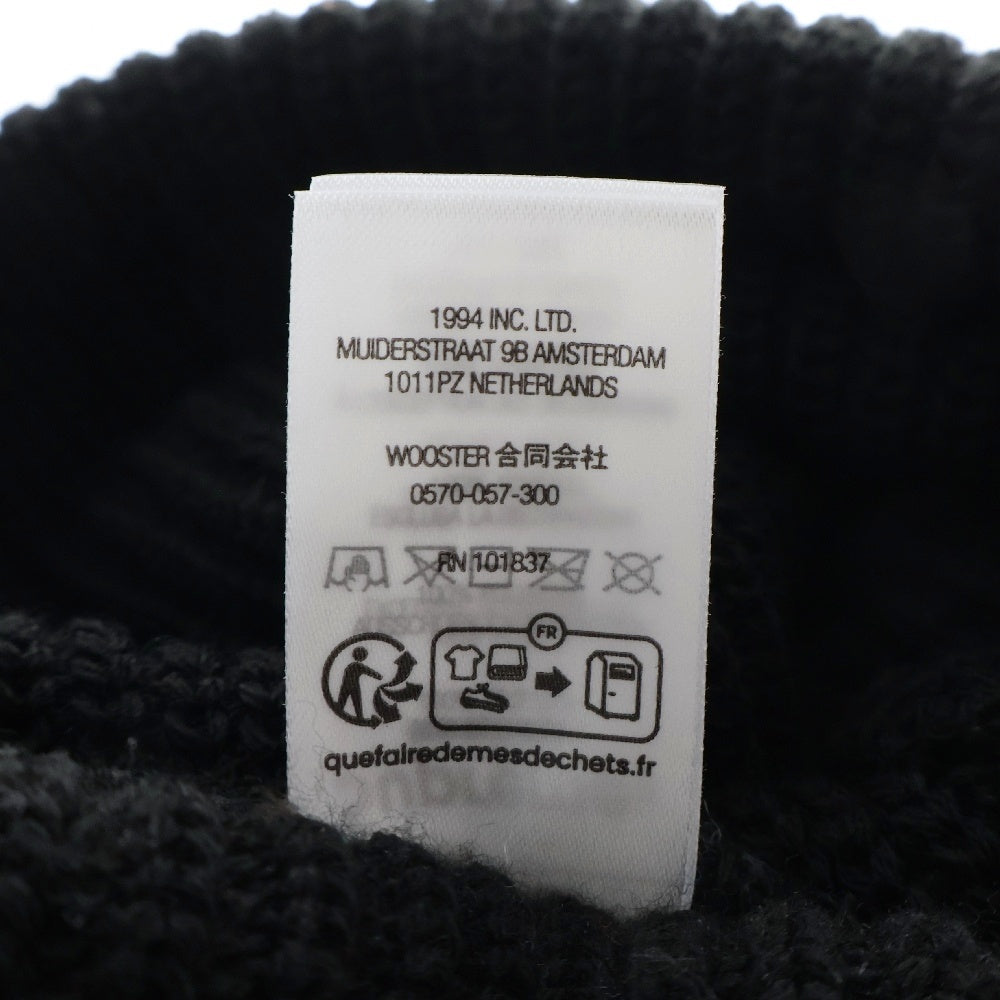 1994 INC. LTD.
MUIDERSTRAAT 9B AMSTERDAM
1011PZ NETHERLANDS
WOOSTER 合同会社
0570-057-300
RN 101837
FR
quefairedemesdechets.fr